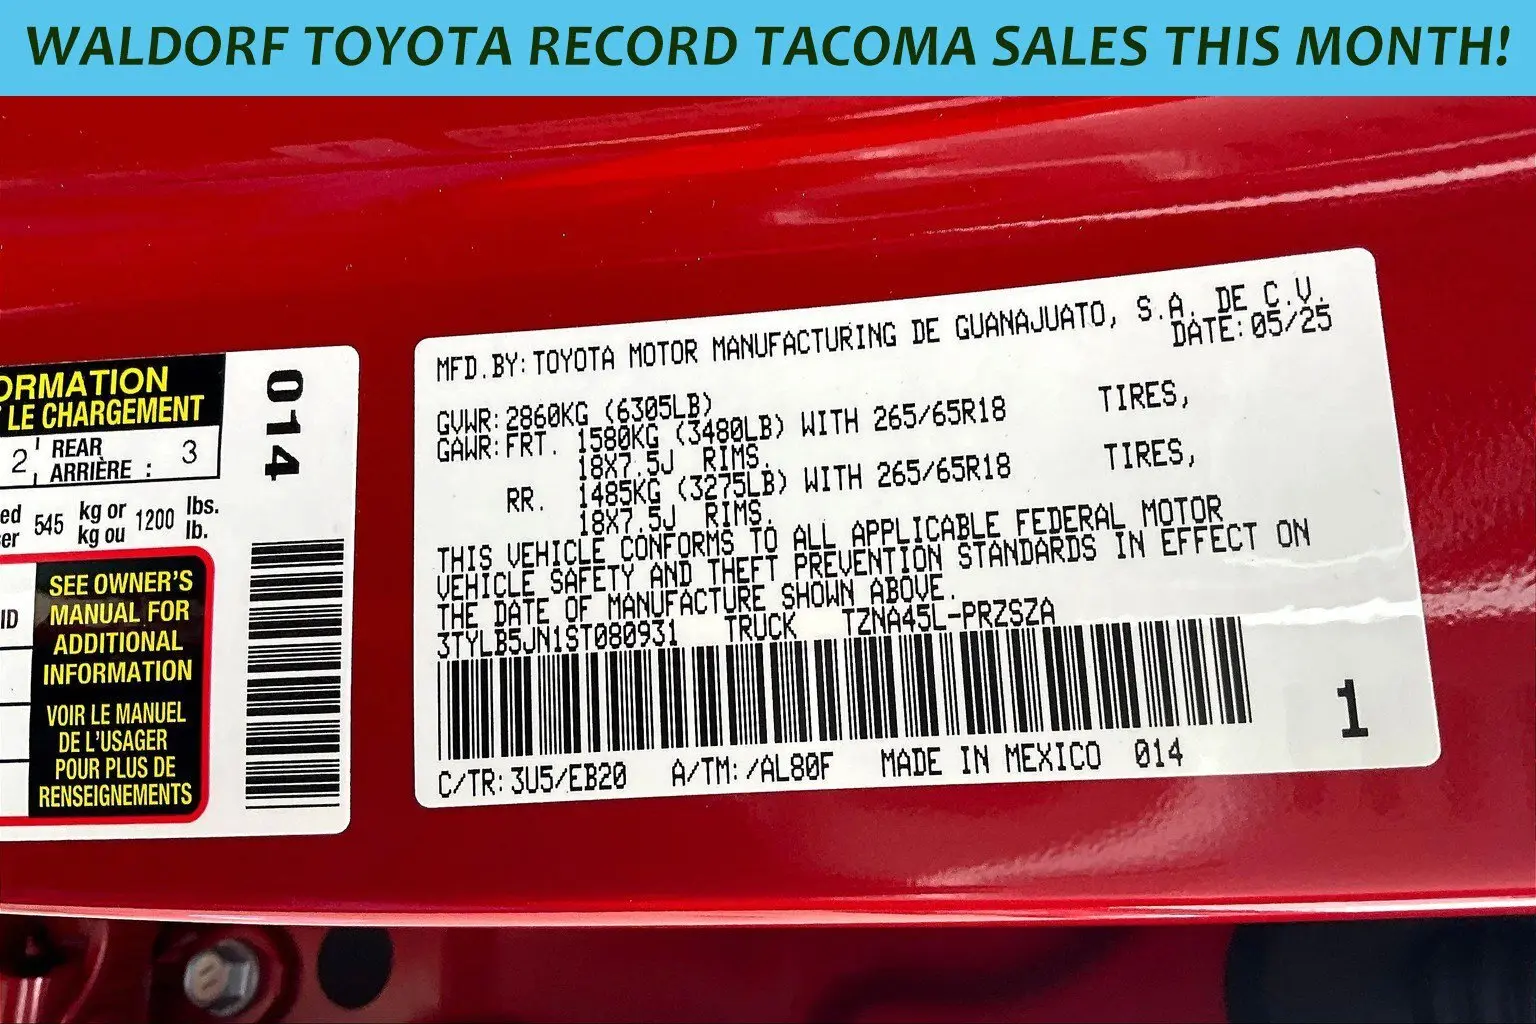 WALDORF TOYOTA RECORD TACOMA SALES THIS MONTH!
ORMATION
LE CHARGEMENT
2 REAR ARRIÈRE : 3
545 kg or kg ou 1200 lbs. lb.
SEE OWNER'S
MANUAL FOR
ADDITIONAL
INFORMATION
VOIR LE MANUEL
DE L'USAGER
POUR PLUS DE
RENSEIGNEMENTS
014
MFD.BY:TOYOTA MOTOR MANUFACTURING DE GUANAJUATO, S.A. DE C.V.
DATE:05/25
GVWR:2860KG (6305LB)
GAWR:FRT. 1580KG (3480LB) WITH 265/65R18 TIRES,
18X7.5J RIMS.
RR. 1485KG (3275LB) WITH 265/65R18 TIRES,
18X7.5J RIMS.
THIS VEHICLE CONFORMS TO ALL APPLICABLE FEDERAL MOTOR
VEHICLE SAFETY AND THEFT PREVENTION STANDARDS IN EFFECT ON
THE DATE OF MANUFACTURE SHOWN ABOVE.
3TYLB5JN1ST080931 TRUCK TZNA45L-PRZSZA
C/TR:3U5/EB20 A/TM:/AL80F MADE IN MEXICO 014
1